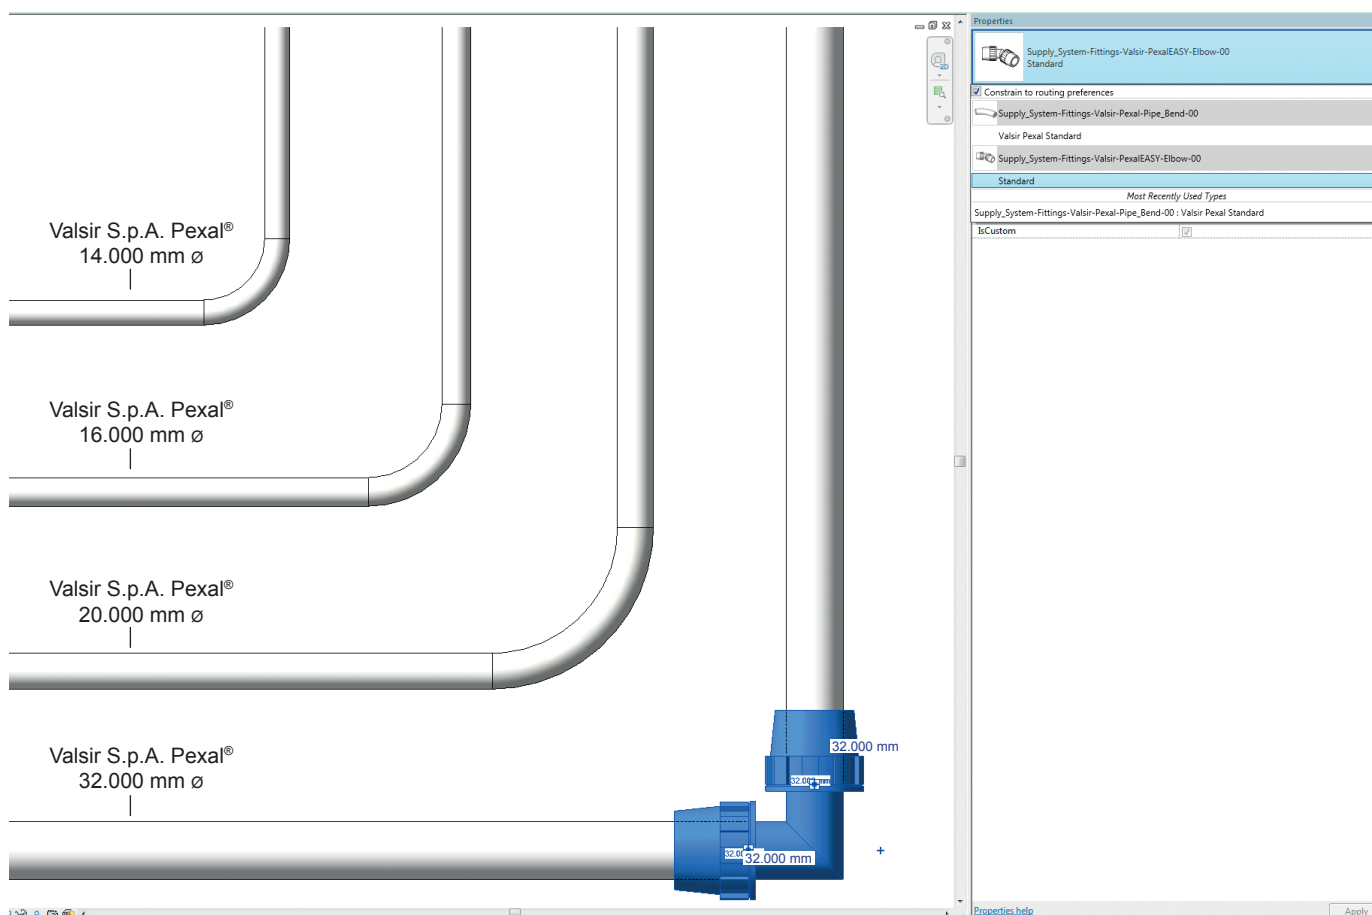 Properties
Supply_System-Fittings-Valsir-PexalEASY-Elbow-00
Standard
Constrain to routing preferences
Supply_System-Fittings-Valsir-Pexal-Pipe_Bend-00
Valsir Pexal Standard
Supply_System-Fittings-Valsir-PexalEASY-Elbow-00
Standard
Most Recently Used Types
Supply_System-Fittings-Valsir-Pexal-Pipe_Bend-00 : Valsir Pexal Standard
IsCustom
2D
Valsir S.p.A. Pexal®
14.000 mm ø
Valsir S.p.A. Pexal®
16.000 mm ø
Valsir S.p.A. Pexal®
20.000 mm ø
Valsir S.p.A. Pexal®
32.000 mm ø
32.000 mm
32.000 mm
Properties help
Apply